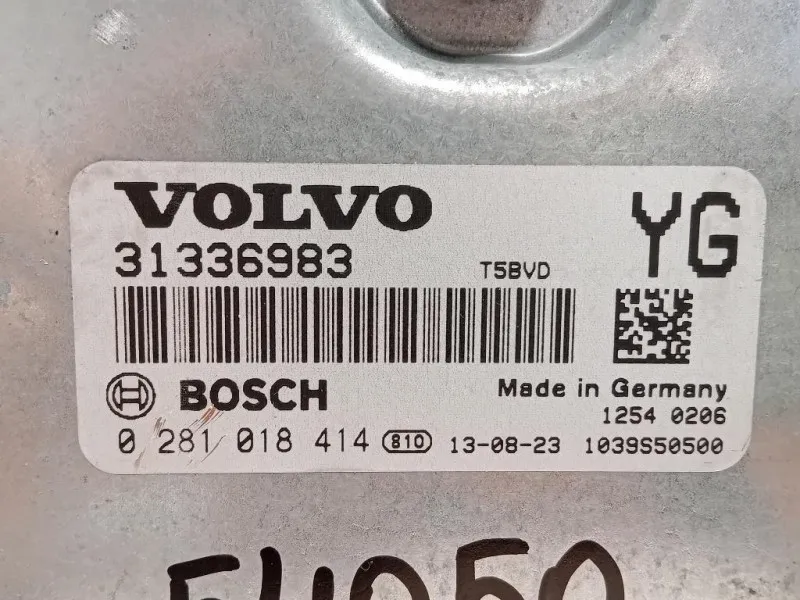 VOLVO
YG
31336983
T5BVD
BOSCH
Made in Germany
1254 0206
0 281 018 414 810 13-08-23 1039S50500